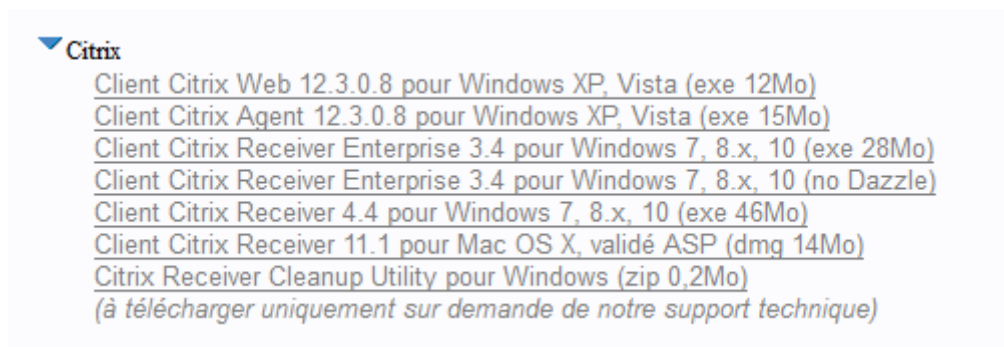 Citrix
Client Citrix Web 12.3.0.8 pour Windows XP, Vista (exe 12Mo)
Client Citrix Agent 12.3.0.8 pour Windows XP, Vista (exe 15Mo)
Client Citrix Receiver Enterprise 3.4 pour Windows 7, 8.x, 10 (exe 28Mo)
Client Citrix Receiver Enterprise 3.4 pour Windows 7, 8.x, 10 (no Dazzle)
Client Citrix Receiver 4.4 pour Windows 7, 8.x, 10 (exe 46Mo)
Client Citrix Receiver 11.1 pour Mac OS X, validé ASP (dmg 14Mo)
Citrix Receiver Cleanup Utility pour Windows (zip 0,2Mo)
(à télécharger uniquement sur demande de notre support technique)